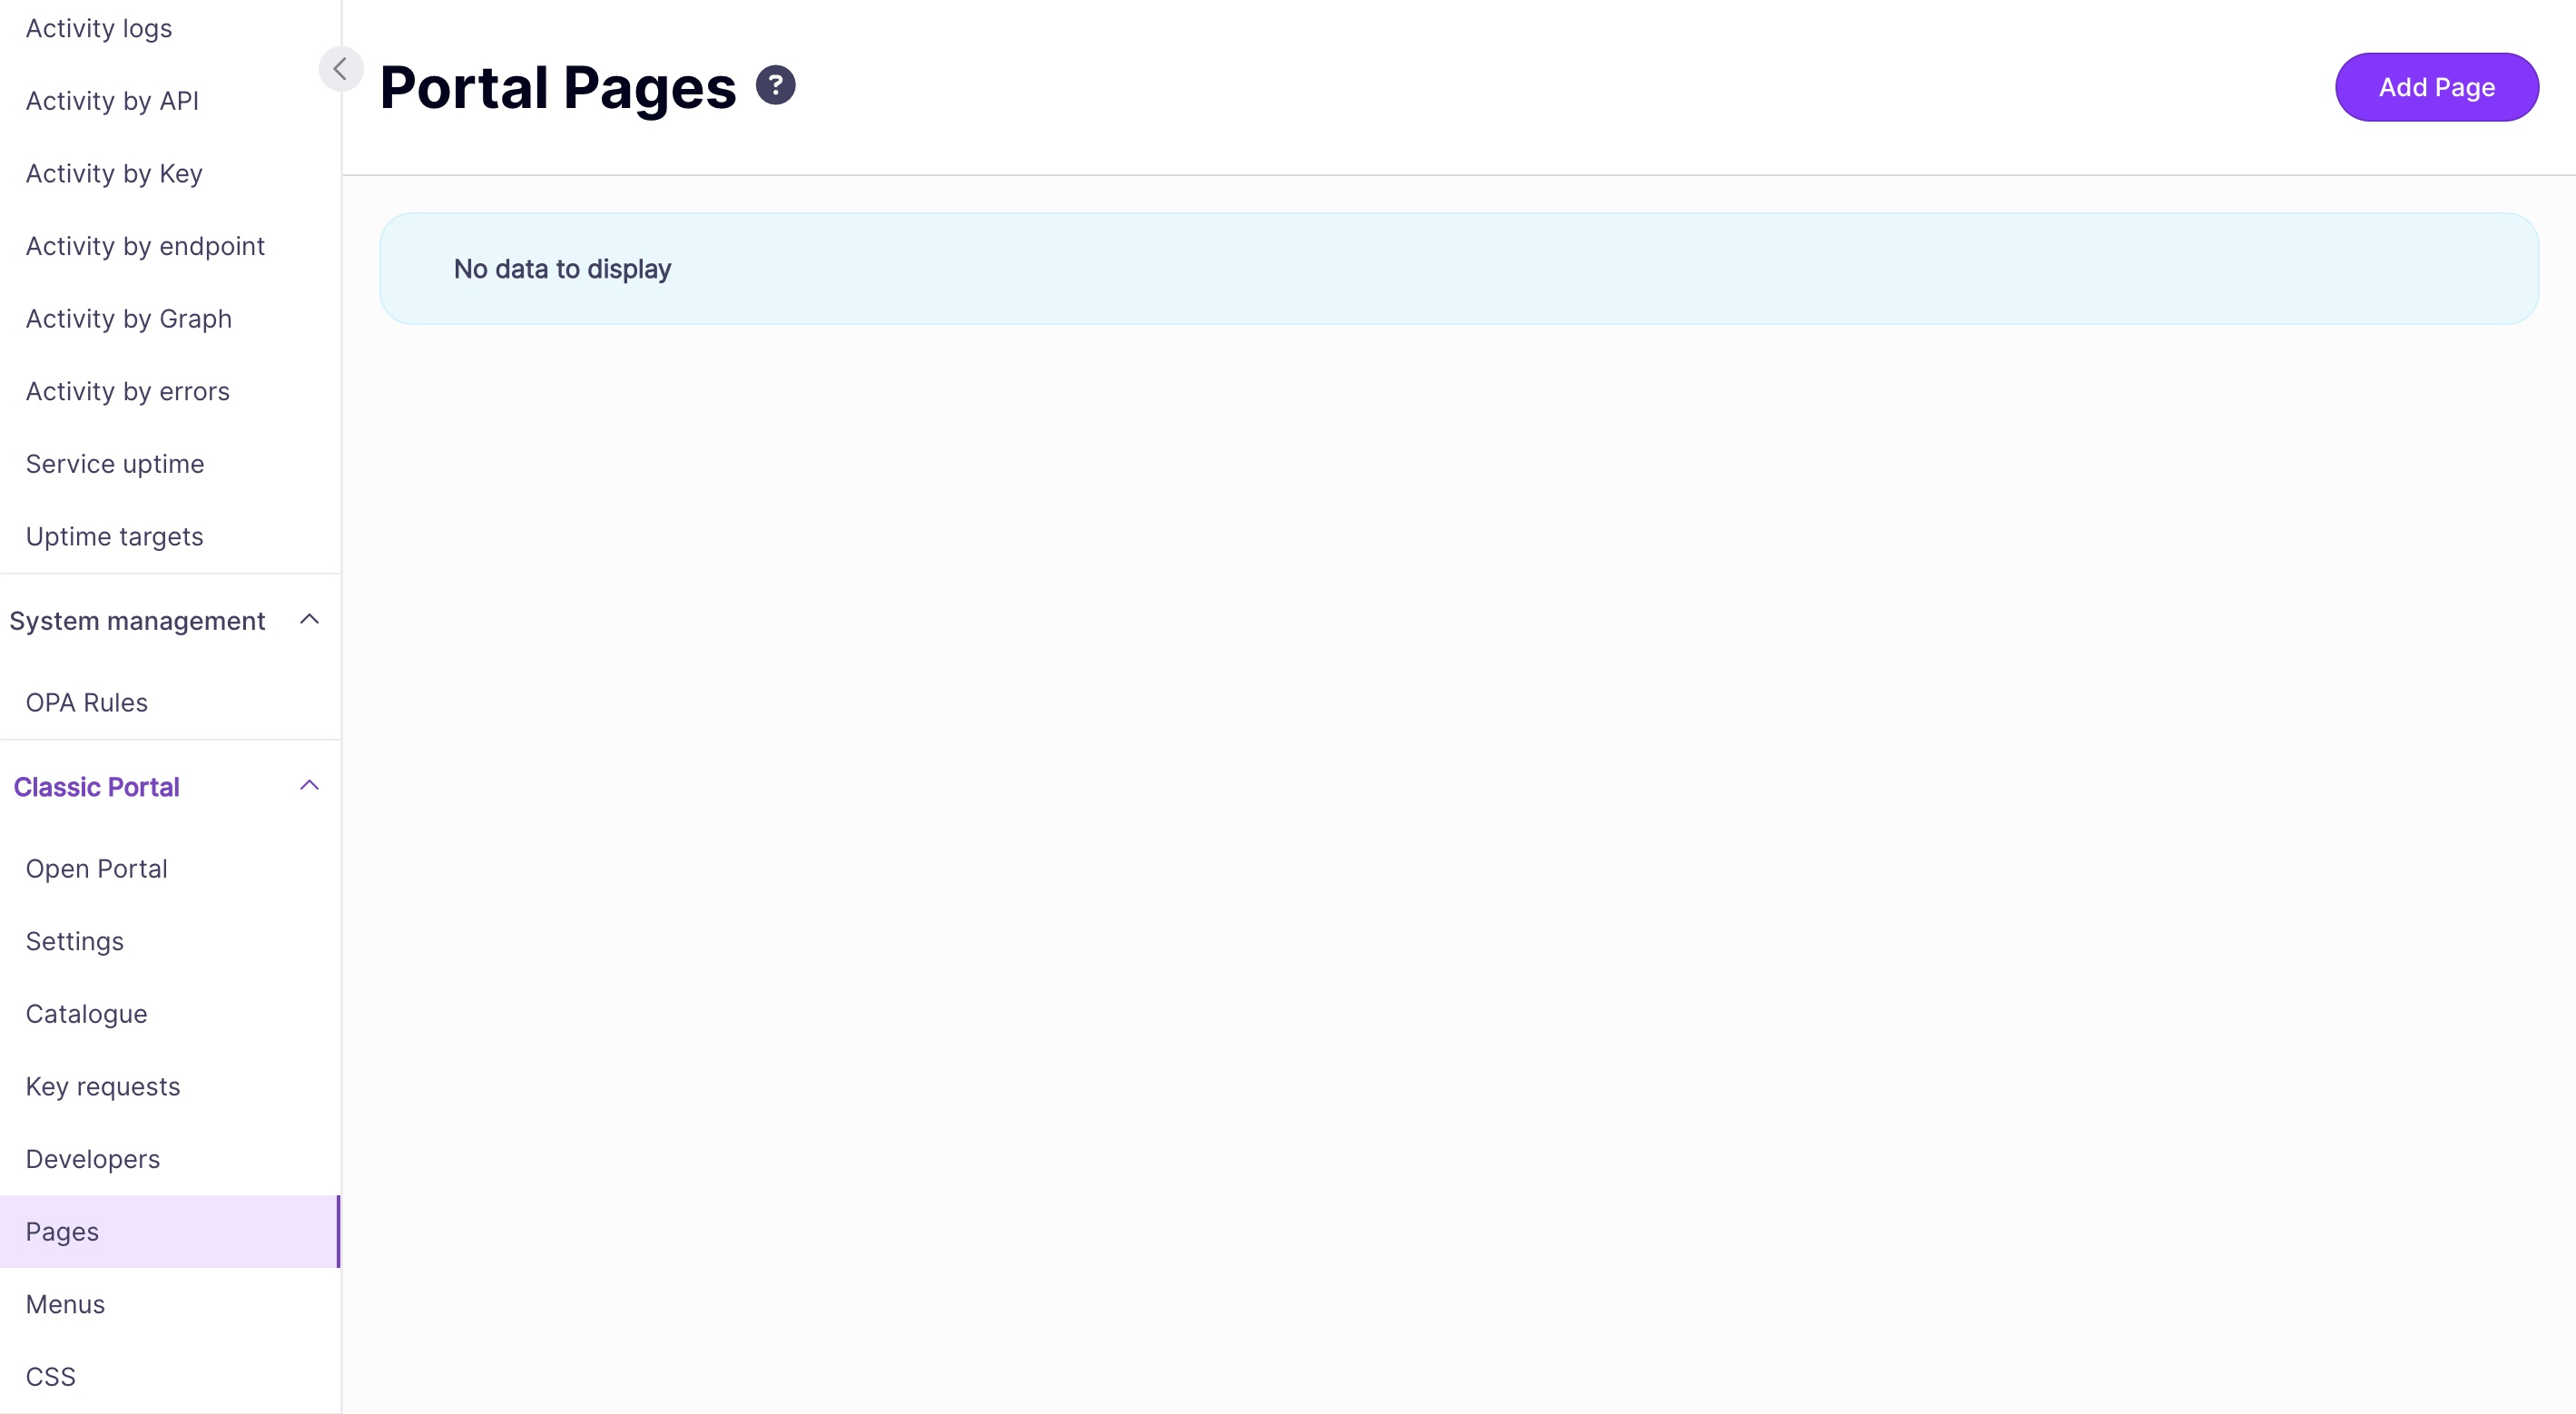 Activity logs
Activity by API
Activity by Key
Activity by endpoint
Activity by Graph
Activity by errors
Service uptime
Uptime targets
System management
OPA Rules
Classic Portal
Open Portal
Settings
Catalogue
Key requests
Developers
Pages
Menus
CSS
Portal Pages ?
Add Page
No data to display